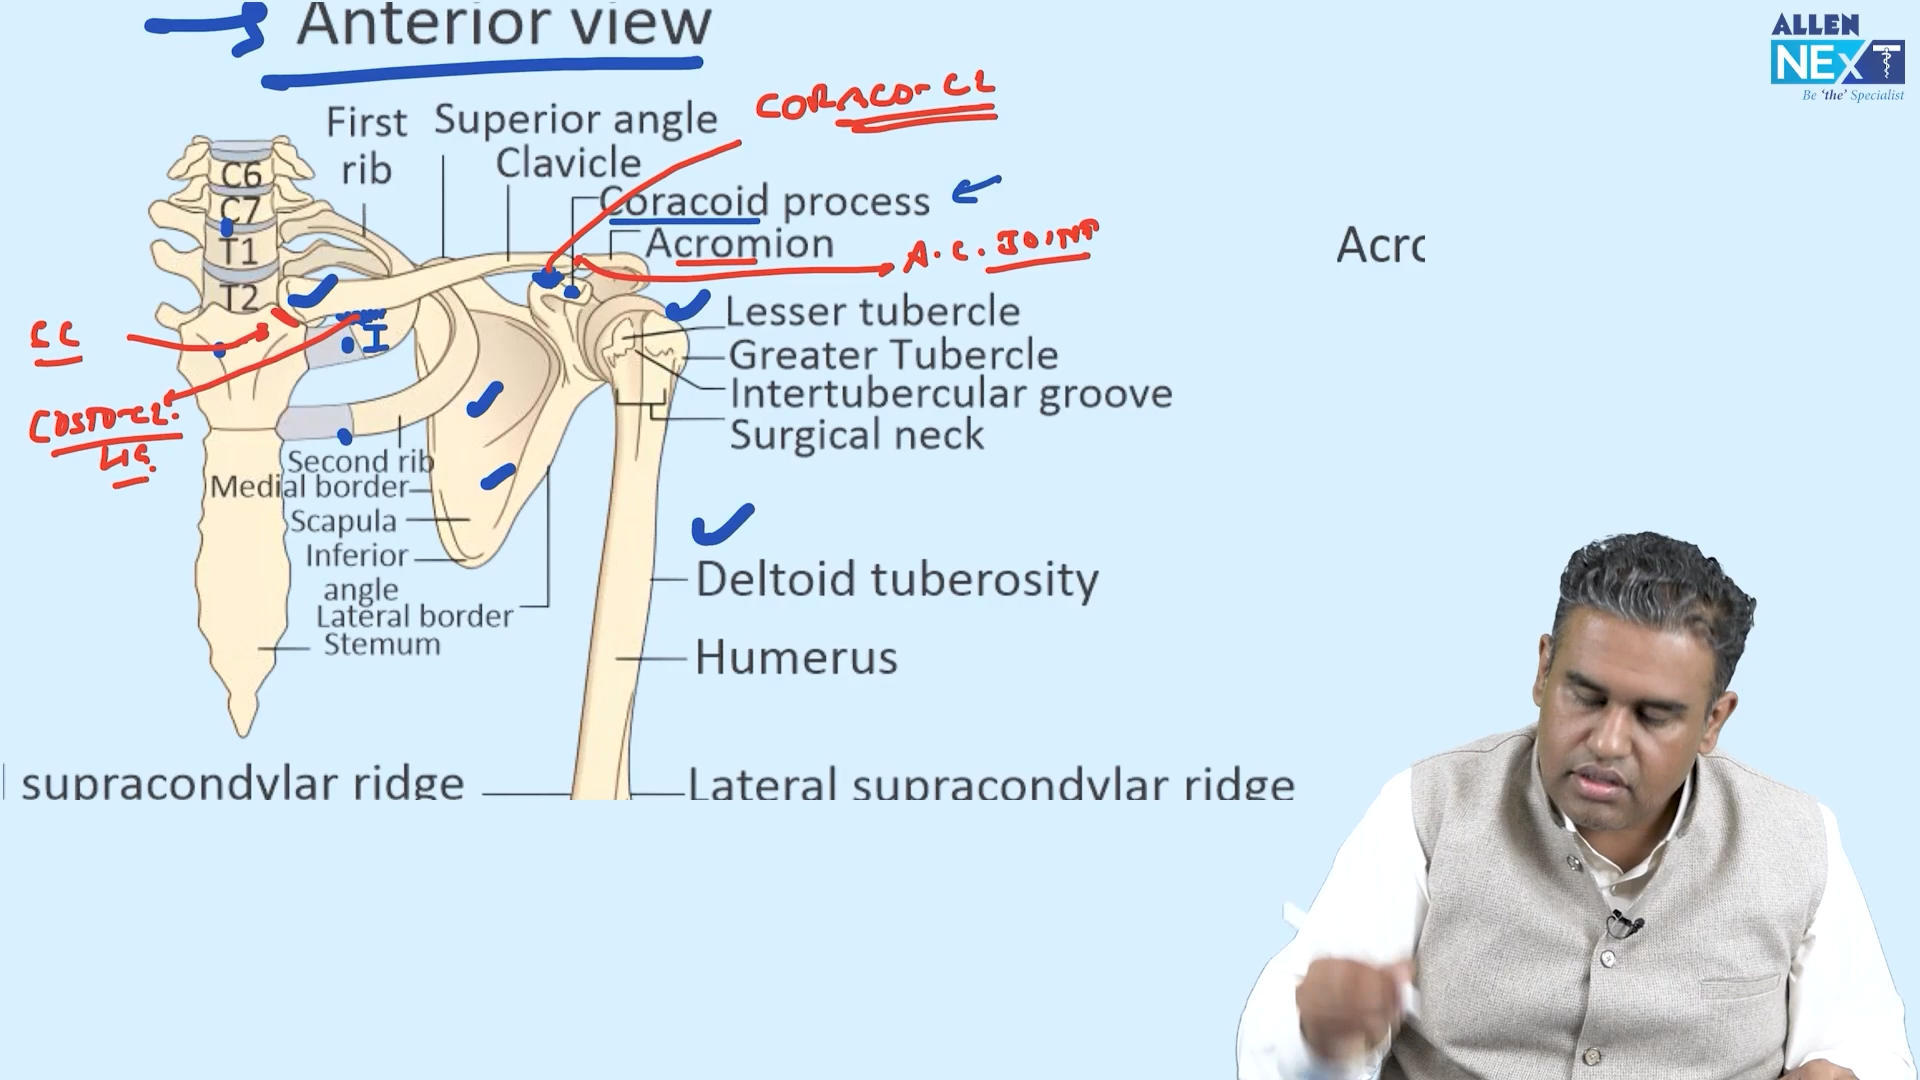 Anterior view
ALLEN
NEXT
Be 'the' Specialist
CORACO-CL
First rib
Superior angle
Clavicle
Coracoid process
Acromion
A.C. JOINT
Acro
C6
C7
T1
T2
I
Lesser tubercle
Greater Tubercle
Intertubercular groove
Surgical neck
COSTO-CL.
LIG.
Second rib
Medial border
Scapula
Inferior angle
Lateral border
Stemum
Deltoid tuberosity
Humerus
supracondylar ridge
Lateral supracondylar ridge